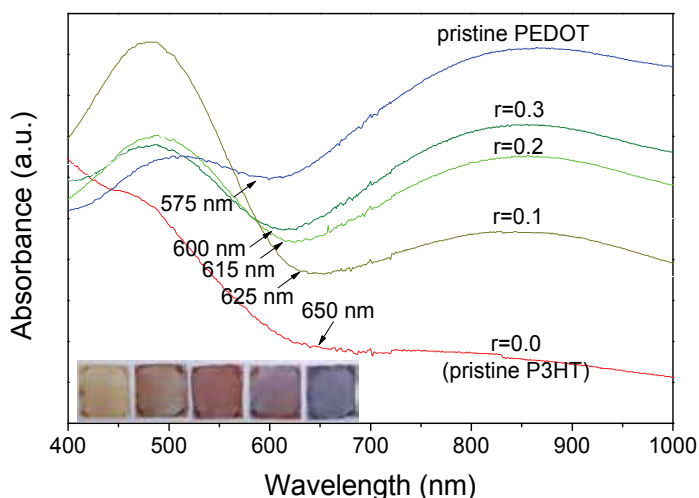 pristine PEDOT
r=0.3
r=0.2
575 nm
r=0.1
600 nm
615 nm
625 nm
650 nm
r=0.0
(pristine P3HT)
Absorbance (a.u.)
400 500 600 700 800 900 1000
Wavelength (nm)